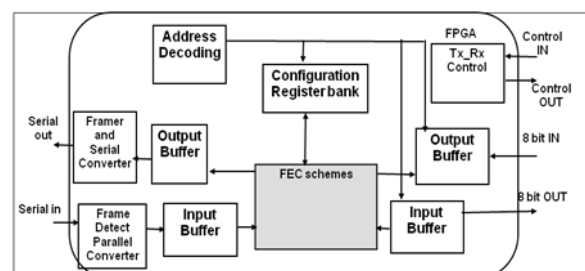 Address
Decoding
FPGA
Tx_Rx
Control
Control
IN
Control
OUT
Configuration
Register bank
Serial
out
Framer
and
Serial
Converter
Output
Buffer
Output
Buffer
8 bit IN
FEC schemes
Serial in
Frame
Detect
Parallel
Converter
Input
Buffer
Input
Buffer
8 bit OUT